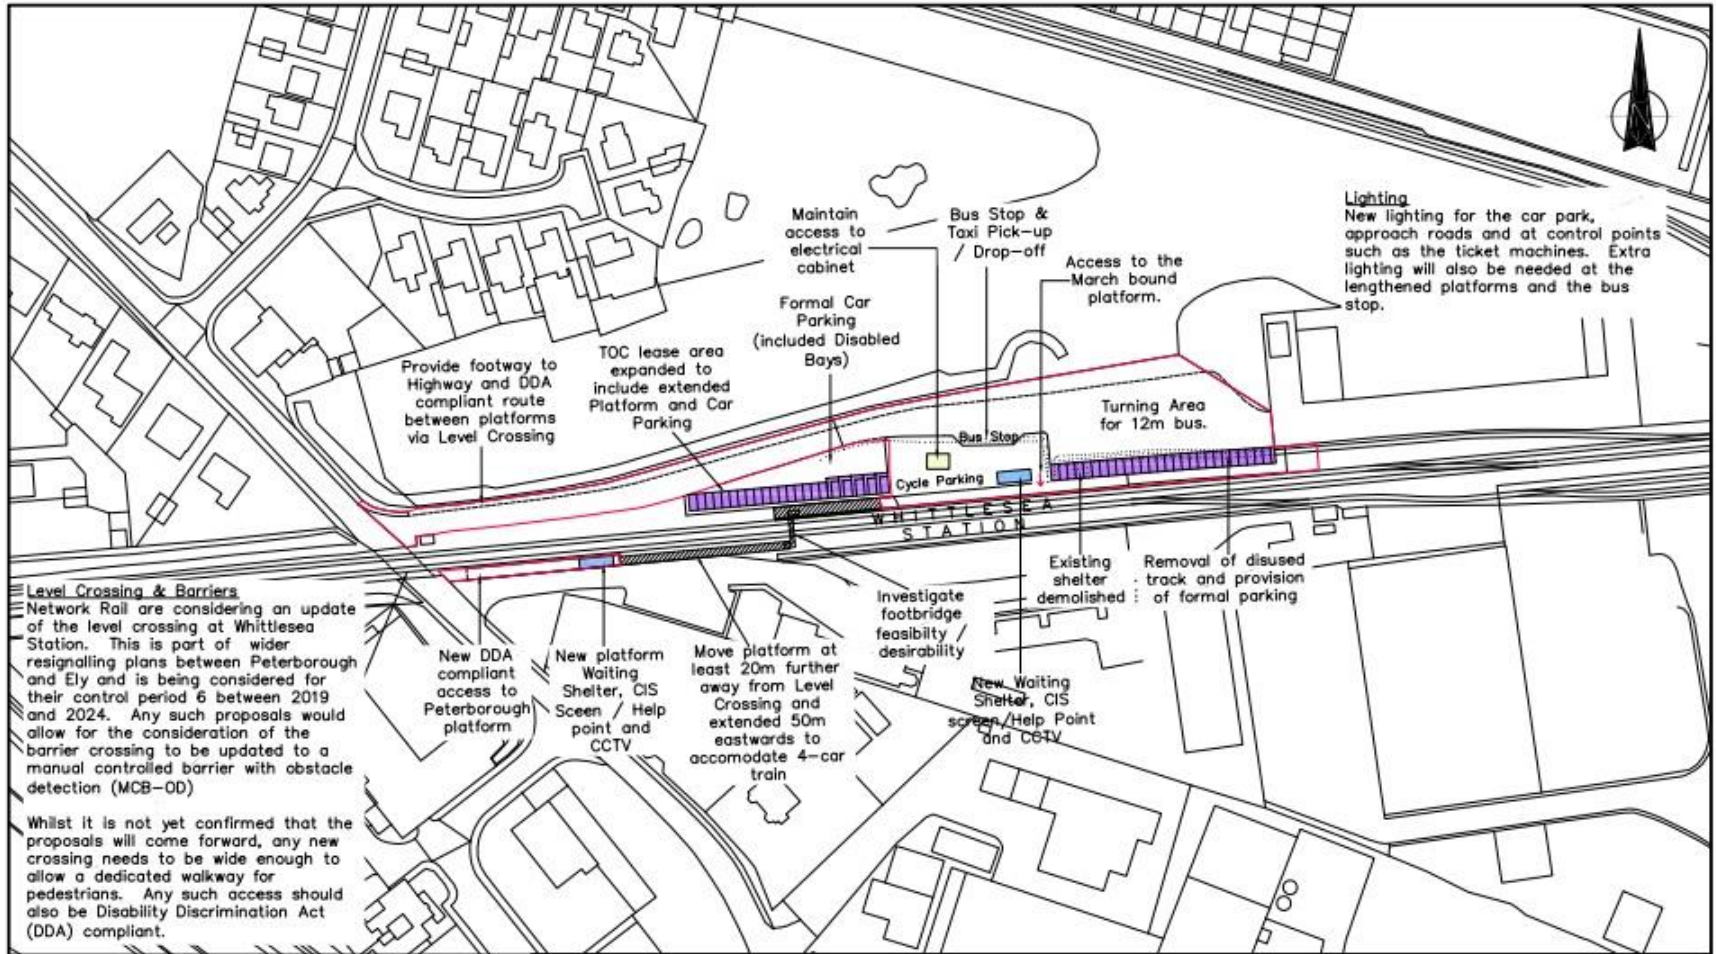 Maintain
access to
electrical
cabinet
Bus Stop &
Taxi Pick-up
/ Drop-off
Access to the
March bound
platform.
Lighting
New lighting for the car park,
approach roads and at control points
such as the ticket machines. Extra
lighting will also be needed at the
lengthened platforms and the bus
stop.
Formal Car
Parking
(included Disabled
Bays)
TOC lease area
expanded to
include extended
Platform and Car
Parking
Provide footway to
Highway and DDA
compliant route
between platforms
via Level Crossing
Turning Area
for 12m bus.
Bus Stop
Cycle Parking
WHITTLESEA
STATION
Level Crossing & Barriers
Network Rail are considering an update
of the level crossing at Whittlesea
Station. This is part of wider
resignalling plans between Peterborough
and Ely and is being considered for
their control period 6 between 2019
and 2024. Any such proposals would
allow for the consideration of the
barrier crossing to be updated to a
manual controlled barrier with obstacle
detection (MCB-OD)
Whilst it is not yet confirmed that the
proposals will come forward, any new
crossing needs to be wide enough to
allow a dedicated walkway for
pedestrians. Any such access should
also be Disability Discrimination Act
(DDA) compliant.
New DDA
compliant
access to
Peterborough
platform
New platform
Waiting
Shelter, CIS
Sceen / Help
point and
CCTV
Move platform at
least 20m further
away from Level
Crossing and
extended 50m
eastwards to
accomodate 4-car
train
Investigate
footbridge
feasibilty /
desirability
New Waiting
Shelter, CIS
screen/Help Point
and CCTV
Existing
shelter
demolished
Removal of disused
track and provision
of formal parking
N